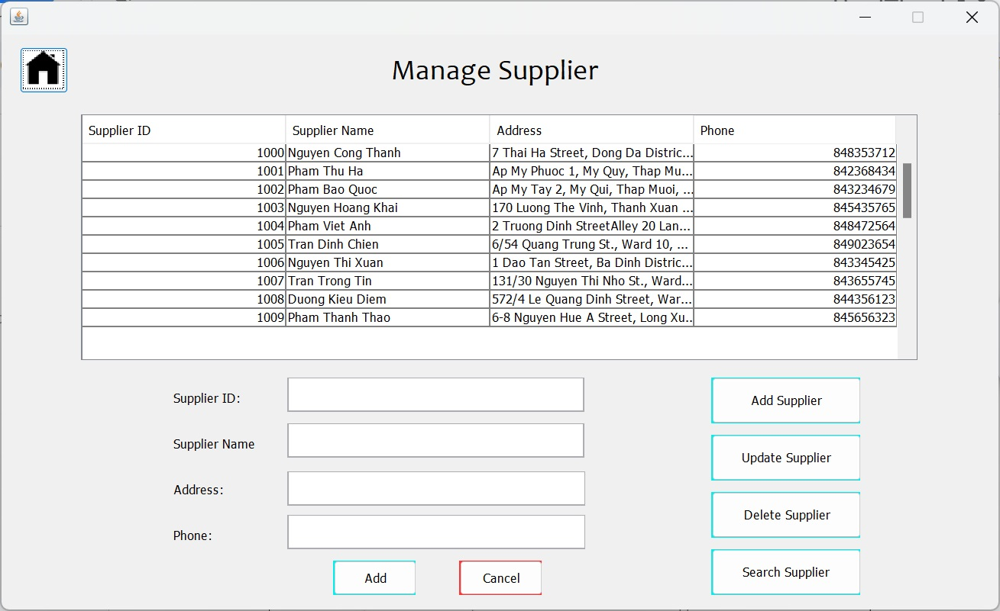 Manage Supplier
Supplier ID Supplier Name Address Phone
1000 Nguyen Cong Thanh 7 Thai Ha Street, Dong Da Distric... 848353712
1001 Pham Thu Ha Ap My Phuoc 1, My Quy, Thap Mu... 842368434
1002 Pham Bao Quoc Ap My Tay 2, My Qui, Thap Muoi, ... 843234679
1003 Nguyen Hoang Khai 170 Luong The Vinh, Thanh Xuan ... 845435765
1004 Pham Viet Anh 2 Truong Dinh StreetAlley 20 Lan... 848472564
1005 Tran Dinh Chien 6/54 Quang Trung St., Ward 10, ... 849023654
1006 Nguyen Thi Xuan 1 Dao Tan Street, Ba Dinh Distric... 843345425
1007 Tran Trong Tin 131/30 Nguyen Thi Nho St., Ward... 843655745
1008 Duong Kieu Diem 572/4 Le Quang Dinh Street, War... 844356123
1009 Pham Thanh Thao 6-8 Nguyen Hue A Street, Long Xu... 845656323
Supplier ID:
Supplier Name
Address:
Phone:
Add Cancel
Add Supplier
Update Supplier
Delete Supplier
Search Supplier